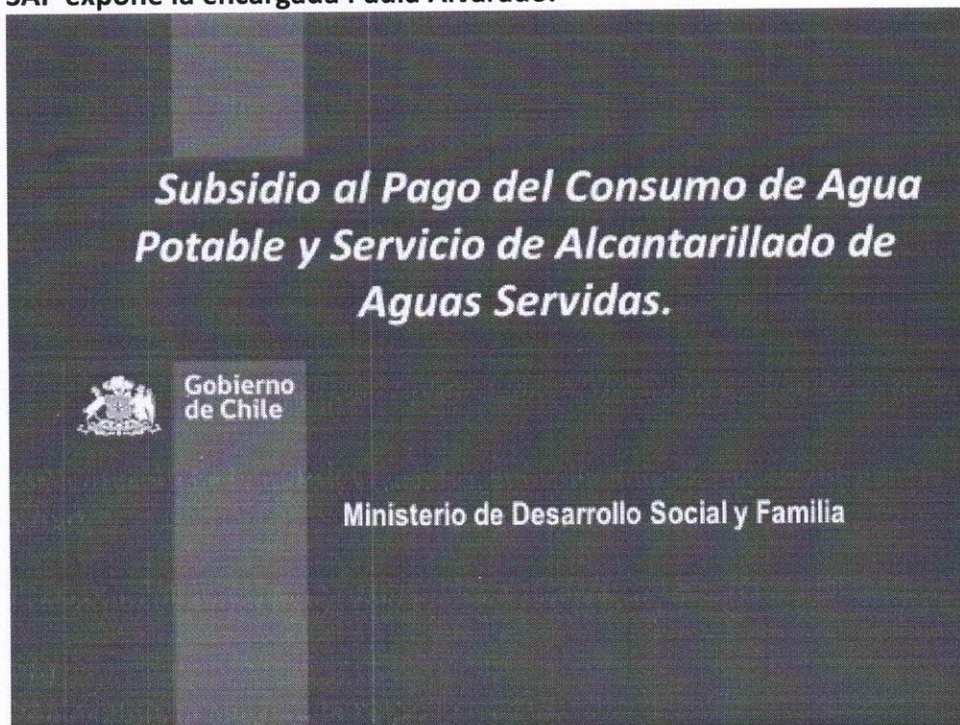 SAP expone la encargada Paula Alvarado.
Subsidio al Pago del Consumo de Agua
Potable y Servicio de Alcantarillado de
Aguas Servidas.
Gobierno
de Chile
Ministerio de Desarrollo Social y Familia